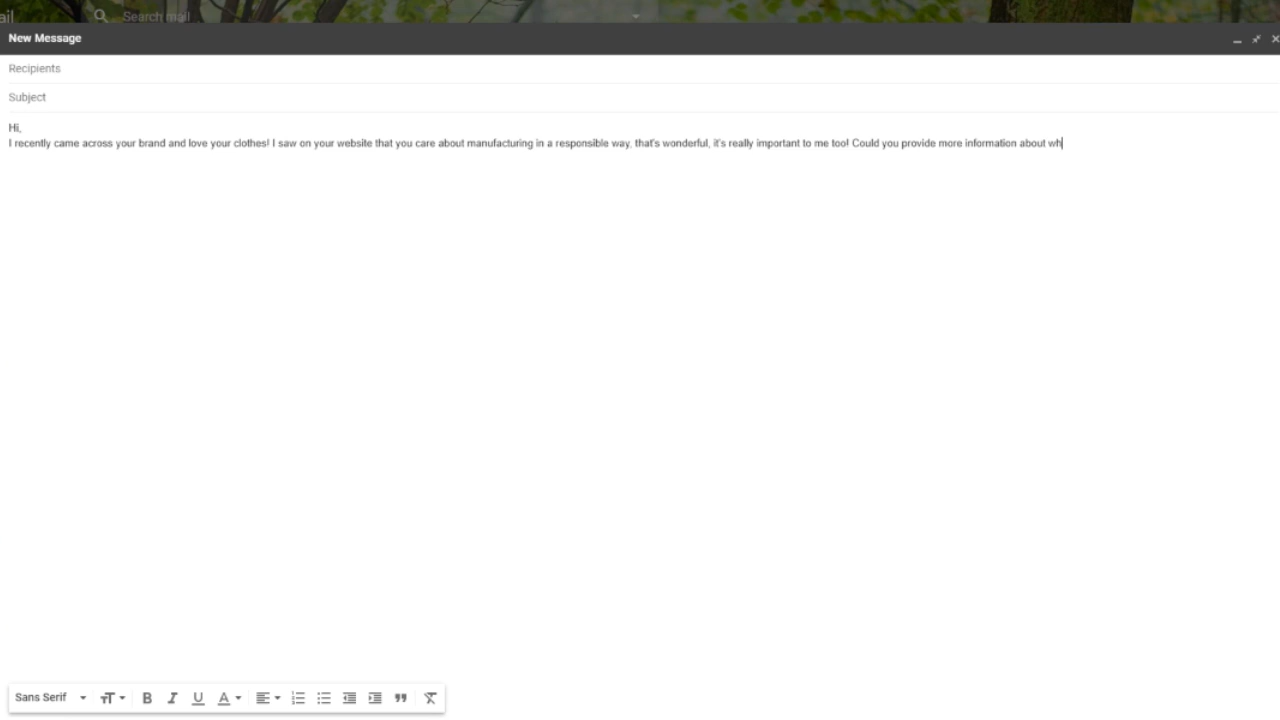 ail Search mail
New Message
Recipients
Subject
Hi,
I recently came across your brand and love your clothes! I saw on your website that you care about manufacturing in a responsible way, that's wonderful, it's really important to me too! Could you provide more information about wh
Sans Serif B I U A